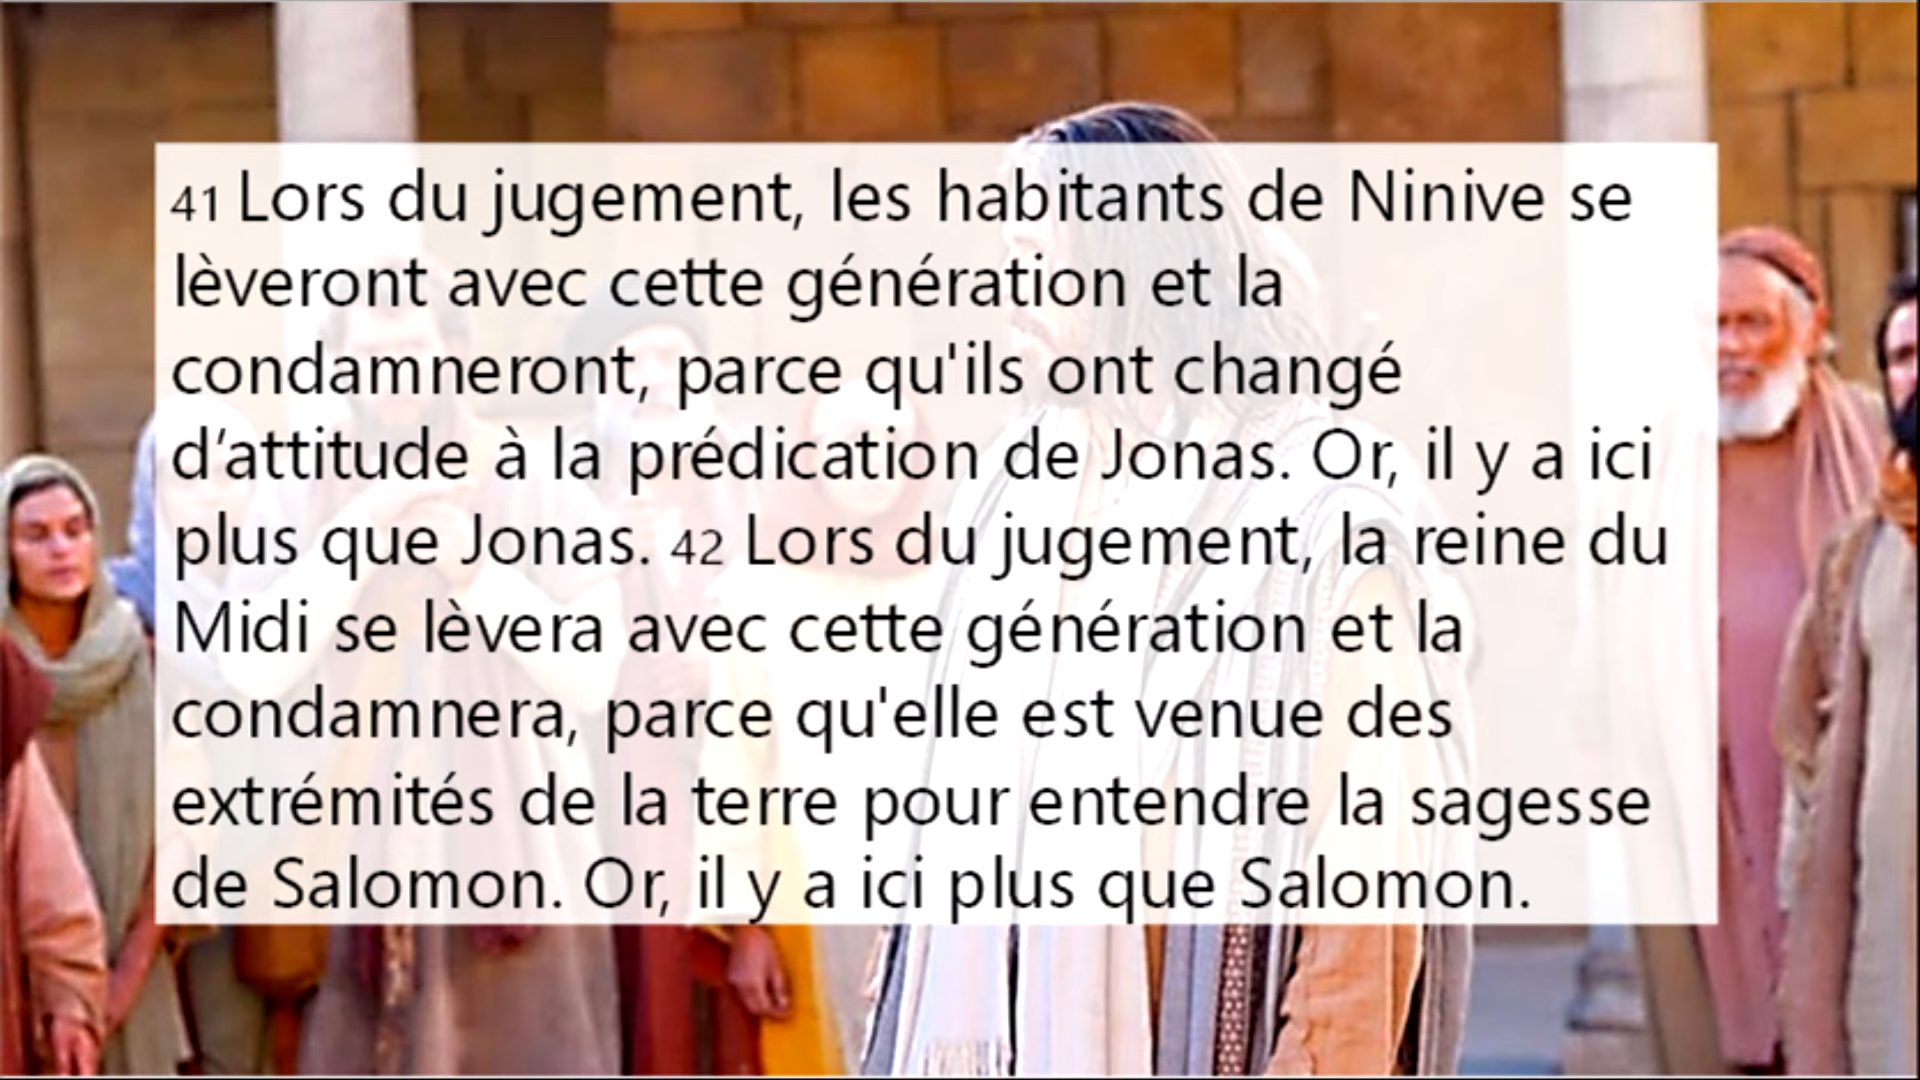 41 Lors du jugement, les habitants de Ninive se
lèveront avec cette génération et la
condamneront, parce qu'ils ont changé
d’attitude à la prédication de Jonas. Or, il y a ici
plus que Jonas. 42 Lors du jugement, la reine du
Midi se lèvera avec cette génération et la
condamnera, parce qu'elle est venue des
extrémités de la terre pour entendre la sagesse
de Salomon. Or, il y a ici plus que Salomon.